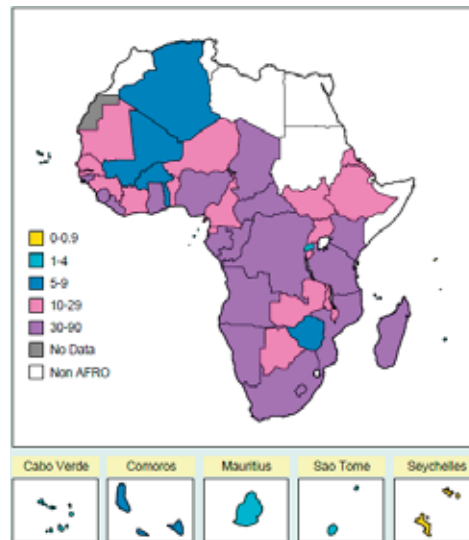 0-0.9
1-4
5-9
10-29
30-90
No Data
Non AFRO
Cabo Verde
Comoros
Mauritius
Sao Tome
Seychelles